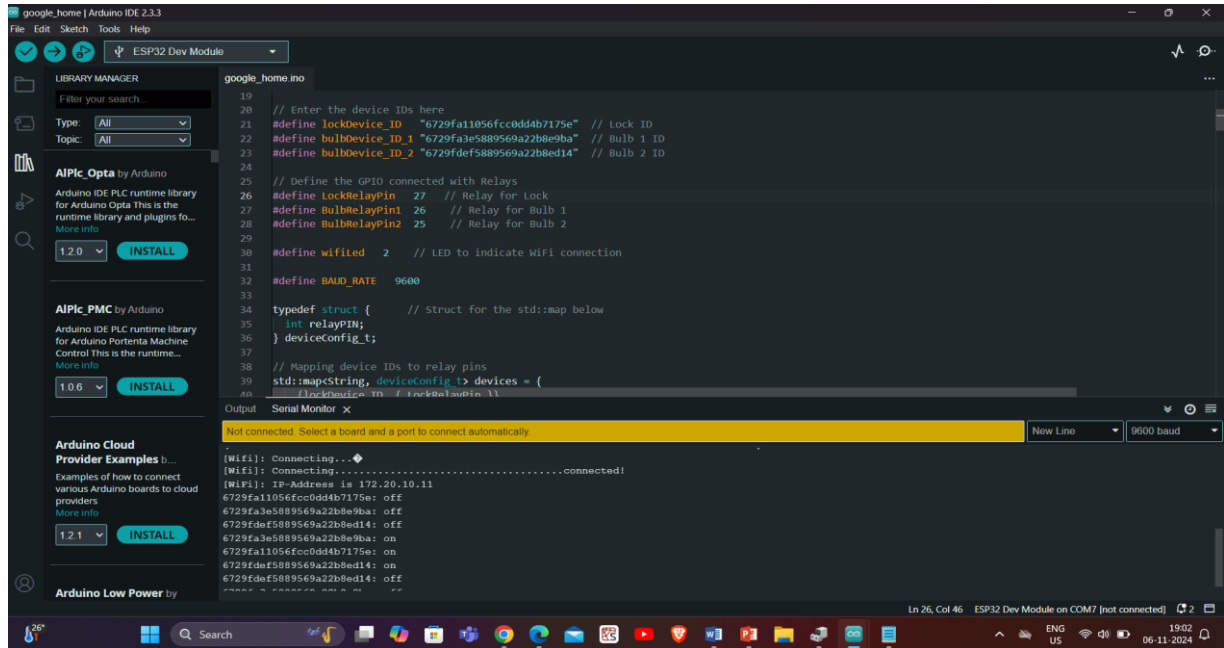 google_home | Arduino IDE 2.3.3
File Edit Sketch Tools Help
ESP32 Dev Module
LIBRARY MANAGER
Filter your search...
Type: All
Topic: All
AIPlc_Opta by Arduino
Arduino IDE PLC runtime library
for Arduino Opta This is the
runtime library and plugins fo...
More info
1.2.0 INSTALL
AIPlc_PMC by Arduino
Arduino IDE PLC runtime library
for Arduino Portenta Machine
Control This is the runtime...
More info
1.0.6 INSTALL
Arduino Cloud
Provider Examples b...
Examples of how to connect
various Arduino boards to cloud
providers
More info
1.2.1 INSTALL
Arduino Low Power by
google_home.ino
19
20 // Enter the device IDs here
21 #define lockDevice_ID "6729fa11056fcc0dd4b7175e" // Lock ID
22 #define bulbDevice_ID_1 "6729fa3e5889569a22b8e9ba" // Bulb 1 ID
23 #define bulbDevice_ID_2 "6729fdef5889569a22b8ed14" // Bulb 2 ID
24
25 // Define the GPIO connected with Relays
26 #define LockRelayPin 27 // Relay for Lock
27 #define BulbRelayPin1 26 // Relay for Bulb 1
28 #define BulbRelayPin2 25 // Relay for Bulb 2
29
30 #define wifiLed 2 // LED to indicate WiFi connection
31
32 #define BAUD_RATE 9600
33
34 typedef struct { // Struct for the std::map below
35 int relayPIN;
36 } deviceConfig_t;
37
38 // Mapping device IDs to relay pins
39 std::map<String, deviceConfig_t> devices = {
40 {lockDevice_ID, { LockRelayPin }}
Output Serial Monitor
Not connected. Select a board and a port to connect automatically.
New Line 9600 baud
[Wifi]: Connecting...�
[Wifi]: Connecting.....................................connected!
[WiFi]: IP-Address is 172.20.10.11
6729fa11056fcc0dd4b7175e: off
6729fa3e5889569a22b8e9ba: off
6729fdef5889569a22b8ed14: off
6729fa3e5889569a22b8e9ba: on
6729fa11056fcc0dd4b7175e: on
6729fdef5889569a22b8ed14: on
6729fdef5889569a22b8ed14: off
Ln 26, Col 46 ESP32 Dev Module on COM7 [not connected] 2
26°
Search
ENG
US
19:02
06-11-2024